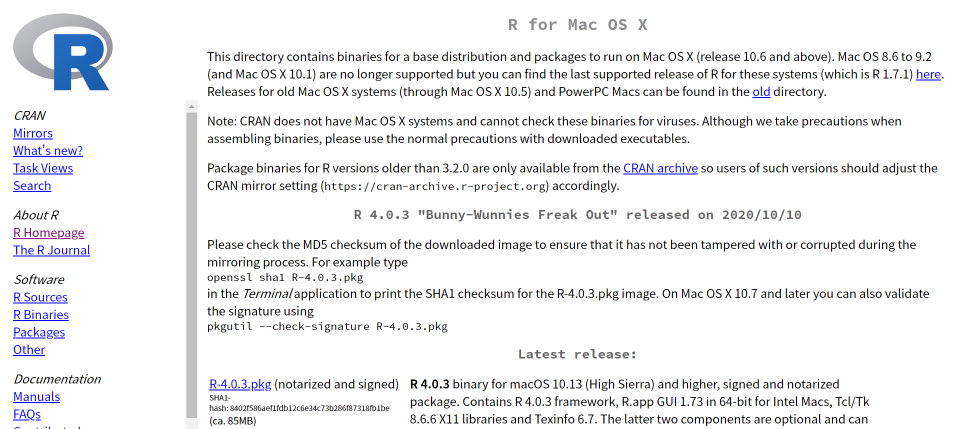 R
CRAN
Mirrors
What's new?
Task Views
Search
About R
R Homepage
The R Journal
Software
R Sources
R Binaries
Packages
Other
Documentation
Manuals
FAQs
R for Mac OS X
This directory contains binaries for a base distribution and packages to run on Mac OS X (release 10.6 and above). Mac OS 8.6 to 9.2
(and Mac OS X 10.1) are no longer supported but you can find the last supported release of R for these systems (which is R 1.7.1) here.
Releases for old Mac OS X systems (through Mac OS X 10.5) and PowerPC Macs can be found in the old directory.
Note: CRAN does not have Mac OS X systems and cannot check these binaries for viruses. Although we take precautions when
assembling binaries, please use the normal precautions with downloaded executables.
Package binaries for R versions older than 3.2.0 are only available from the CRAN archive so users of such versions should adjust the
CRAN mirror setting (https://cran-archive.r-project.org) accordingly.
R 4.0.3 "Bunny-Wunnies Freak Out" released on 2020/10/10
Please check the MD5 checksum of the downloaded image to ensure that it has not been tampered with or corrupted during the
mirroring process. For example type
openssl sha1 R-4.0.3.pkg
in the Terminal application to print the SHA1 checksum for the R-4.0.3.pkg image. On Mac OS X 10.7 and later you can also validate
the signature using
pkgutil --check-signature R-4.0.3.pkg
Latest release:
R-4.0.3.pkg (notarized and signed)
SHA1-
hash: 8402f586aef1fdb12c6e34c73b286f87318fb1be
(ca. 85MB)
R 4.0.3 binary for macOS 10.13 (High Sierra) and higher, signed and notarized
package. Contains R 4.0.3 framework, R.app GUI 1.73 in 64-bit for Intel Macs, Tcl/Tk
8.6.6 X11 libraries and Texinfo 6.7. The latter two components are optional and can